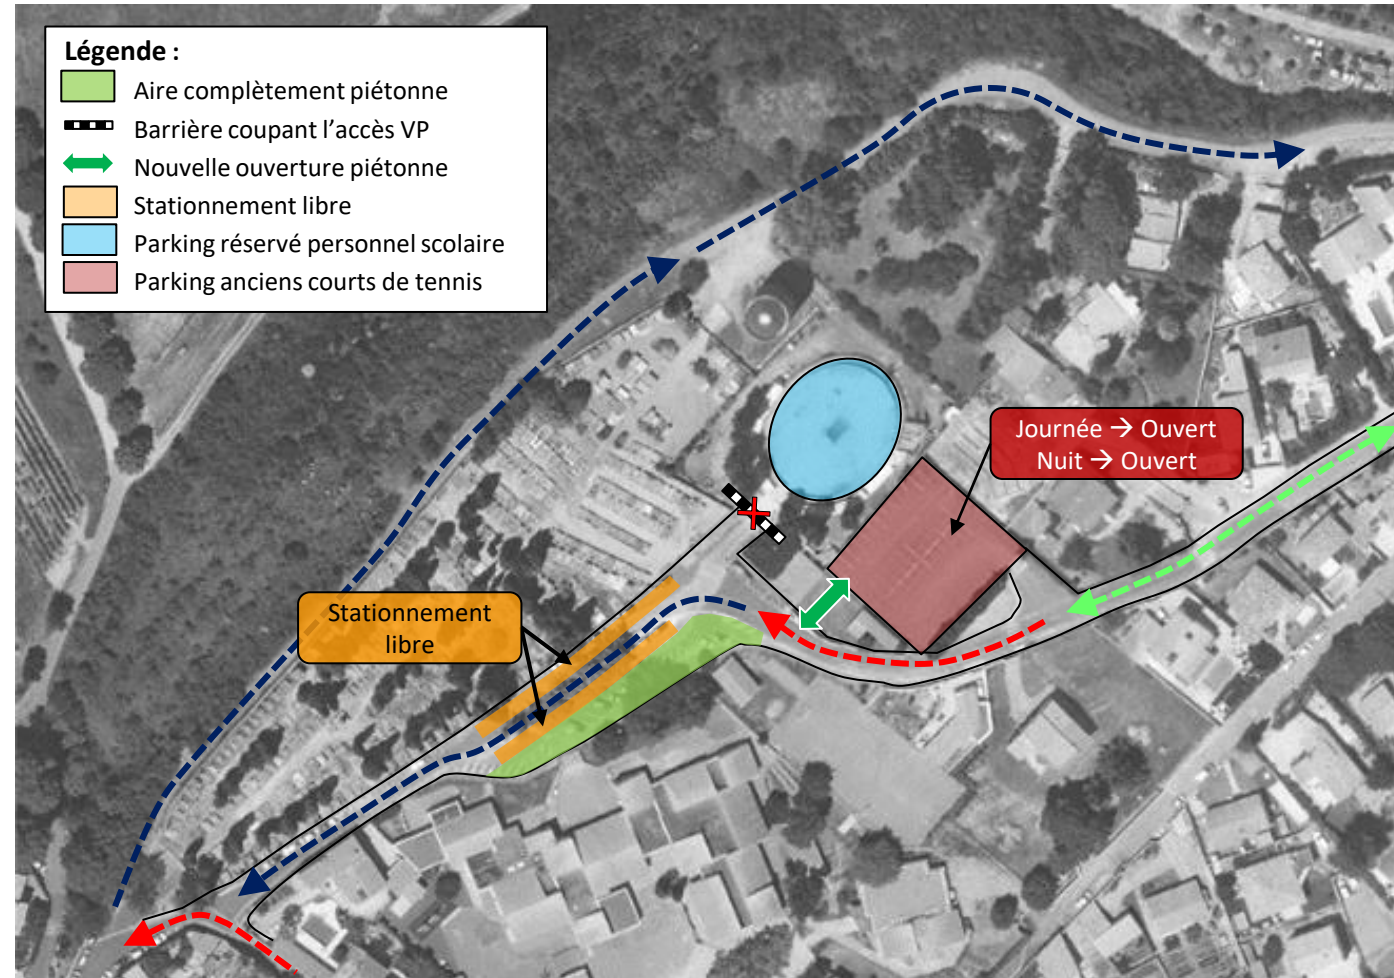 Légende :
Aire complètement piétonne
Barrière coupant l’accès VP
Nouvelle ouverture piétonne
Stationnement libre
Parking réservé personnel scolaire
Parking anciens courts de tennis
Journée → Ouvert
Nuit → Ouvert
Stationnement
libre